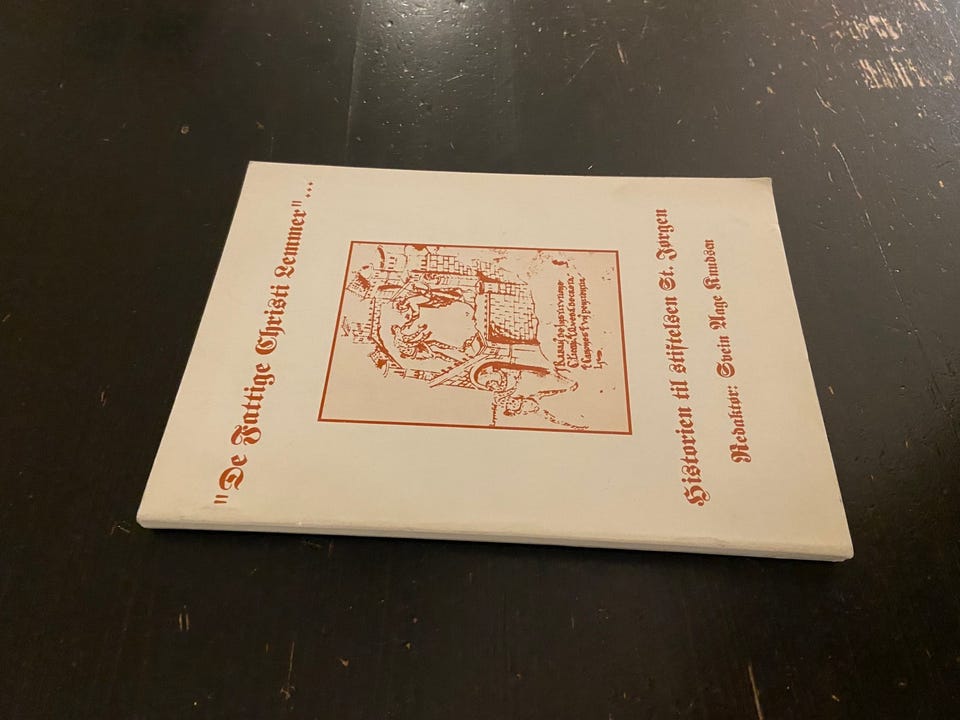 "De Fattige Christi Lemmer"...
Historien til stiftelsen St. Jørgen
Redaktør: Svein Aage Knudsen